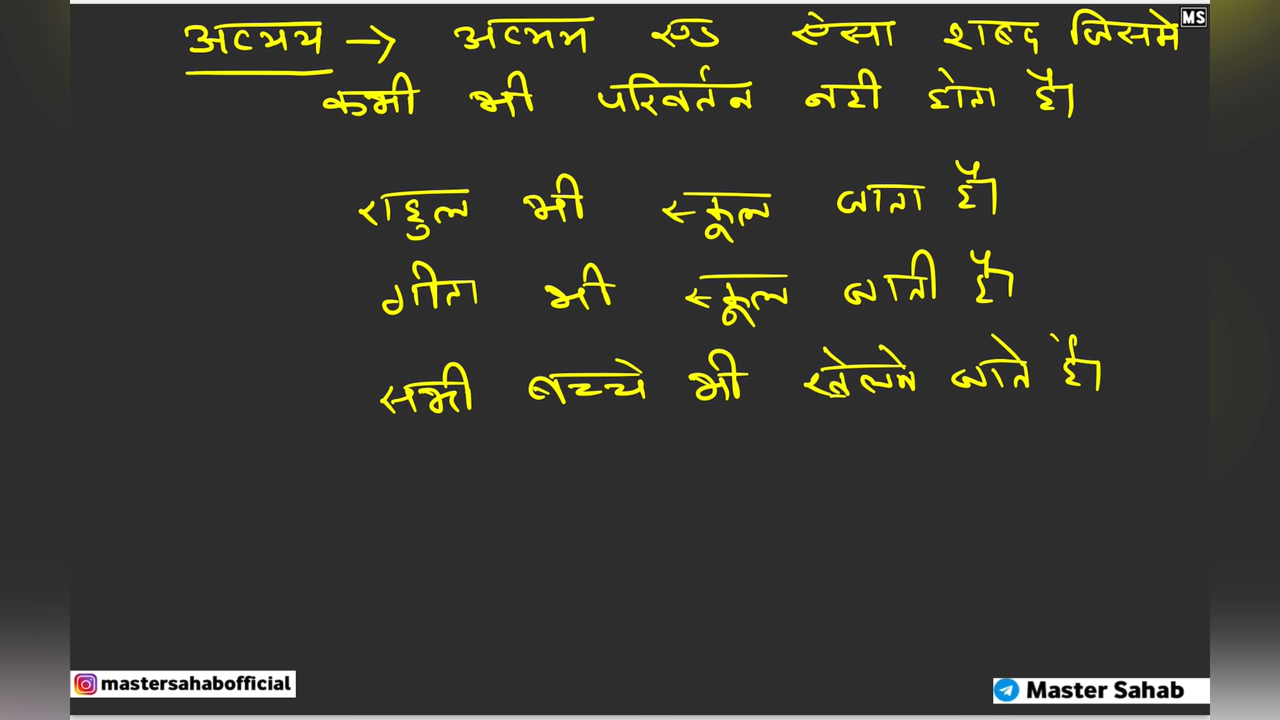 अव्यय → अव्यय एक ऐसा शब्द जिसमे
MS
कभी भी परिवर्तन नही होता है।
राहुल भी स्कूल जाता है।
गीता भी स्कूल जाती है।
सभी बच्चे भी खेलने जाते हैं।
mastersahabofficial
Master Sahab